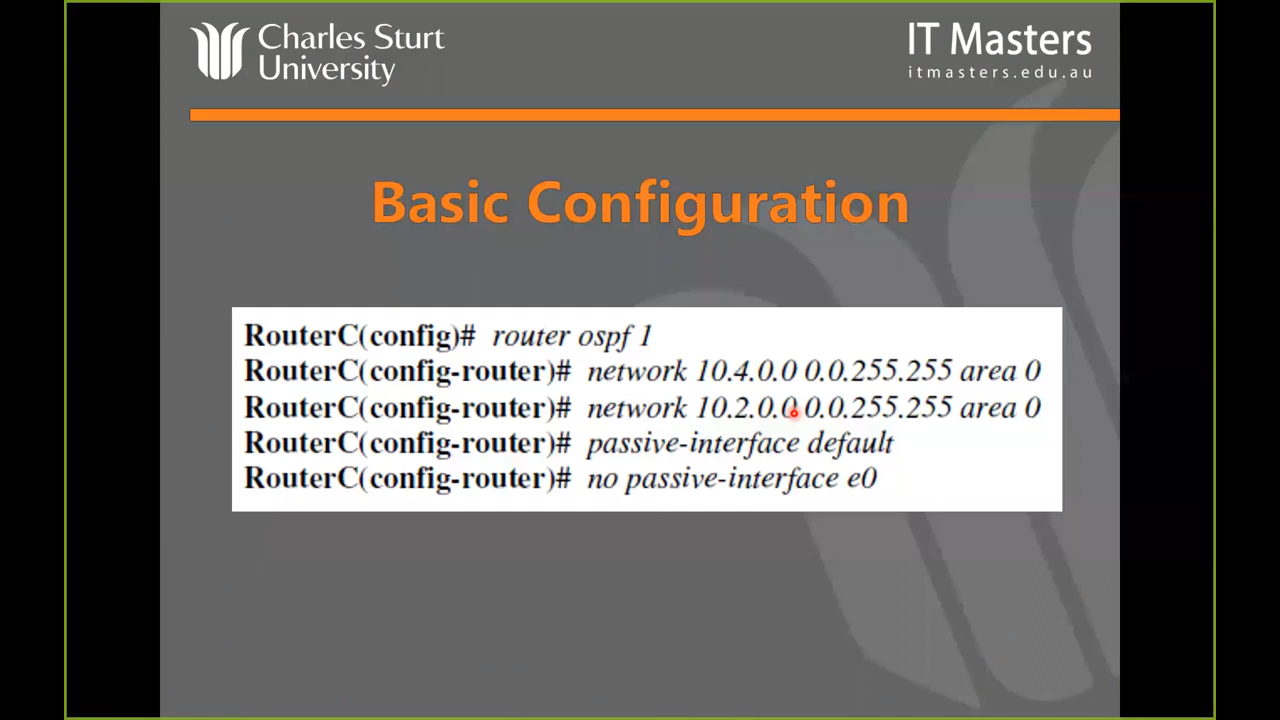 Charles Sturt
University
IT Masters
itmasters.edu.au
Basic Configuration
RouterC(config)# router ospf 1
RouterC(config-router)# network 10.4.0.0 0.0.255.255 area 0
RouterC(config-router)# network 10.2.0.0 0.0.255.255 area 0
RouterC(config-router)# passive-interface default
RouterC(config-router)# no passive-interface e0